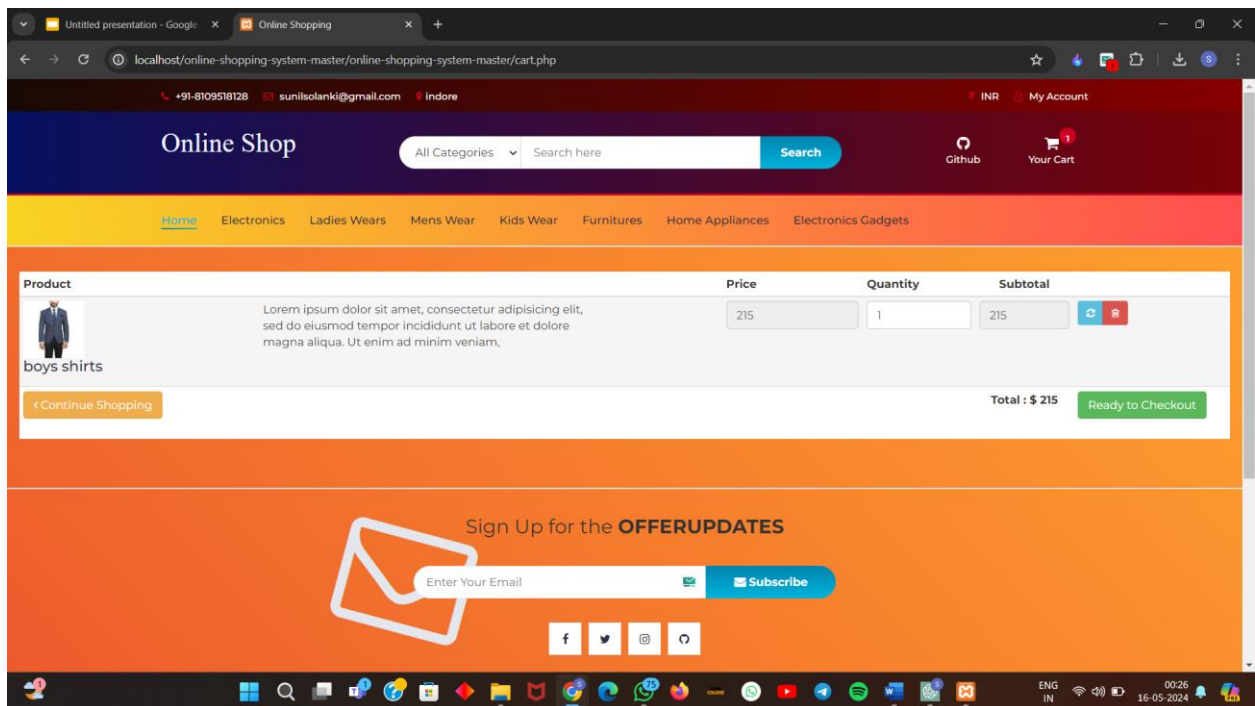 Untitled presentation - Google
Online Shopping
localhost/online-shopping-system-master/online-shopping-system-master/cart.php
S
+91-8109518128 sunilsolanki@gmail.com indore INR My Account
Online Shop
All Categories Search here Search
Github
1
Your Cart
Home Electronics Ladies Wears Mens Wear Kids Wear Furnitures Home Appliances Electronics Gadgets
Product Price Quantity Subtotal
Lorem ipsum dolor sit amet, consectetur adipisicing elit,
sed do eiusmod tempor incididunt ut labore et dolore
magna aliqua. Ut enim ad minim veniam,
215 1 215
boys shirts
Continue Shopping Total : $ 215 Ready to Checkout
Sign Up for the OFFERUPDATES
Enter Your Email Subscribe
75
ENG
IN
00:26
16-05-2024